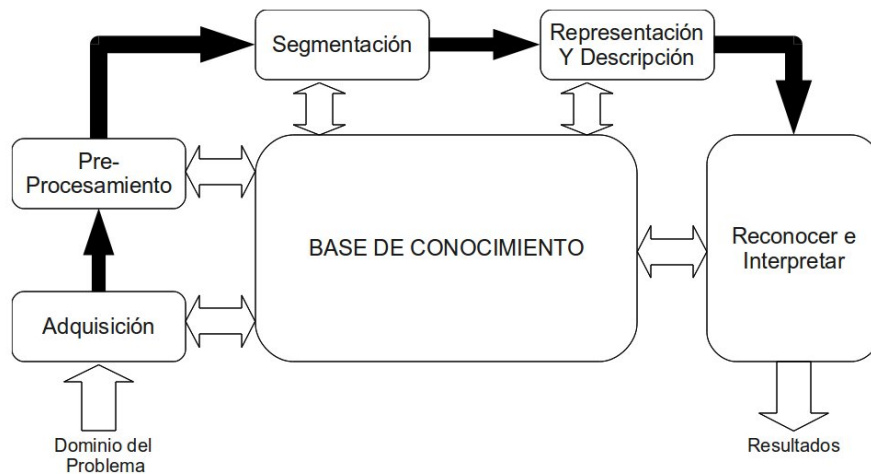 Segmentación
Representación
Y Descripción
Pre-
Procesamiento
BASE DE CONOCIMIENTO
Reconocer e
Interpretar
Adquisición
Dominio del
Problema
Resultados